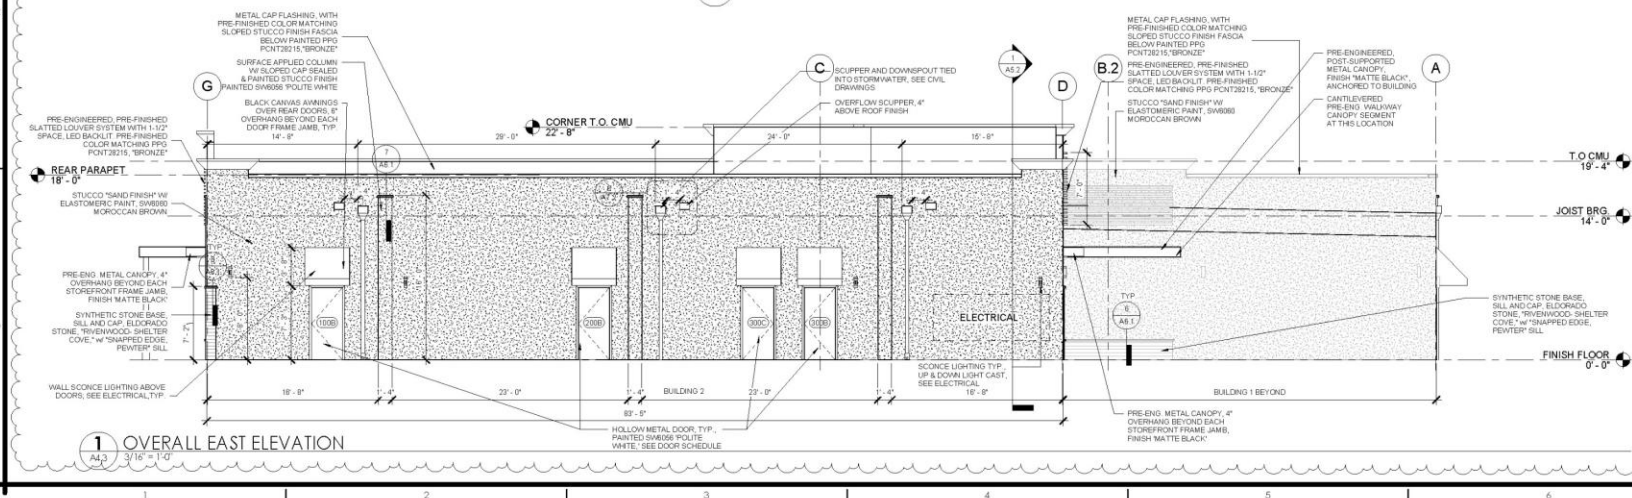 METAL CAP FLASHING, WITH
PRE-FINISHED COLOR MATCHING
SLOPED STUCCO FINISH FASCIA
BELOW PAINTED PPG
PCNT28215,"BRONZE"
SURFACE APPLIED COLUMN
W/ SLOPED CAP SEALED
& PAINTED STUCCO FINISH
PAINTED SW6056 "POLITE WHITE
BLACK CANVAS AWNINGS
OVER REAR DOORS, 6"
OVERHANG BEYOND EACH
DOOR FRAME JAMB, TYP.
PRE-ENGINEERED, PRE-FINISHED
SLATTED LOUVER SYSTEM WITH 1-1/2"
SPACE, LED BACKLIT. PRE-FINISHED
COLOR MATCHING PPG
PCNT28215, "BRONZE"
REAR PARAPET
18' - 0"
STUCCO "SAND FINISH" W/
ELASTOMERIC PAINT, SW6060
MOROCCAN BROWN
PRE-ENG. METAL CANOPY, 4"
OVERHANG BEYOND EACH
STOREFRONT FRAME JAMB,
FINISH 'MATTE BLACK'
SYNTHETIC STONE BASE,
SILL AND CAP, ELDORADO
STONE, "RIVENWOOD- SHELTER
COVE," w/ "SNAPPED EDGE,
PEWTER" SILL
WALL SCONCE LIGHTING ABOVE
DOORS, SEE ELECTRICAL,TYP.
G
C
D
B.2
A
1
A5.2
CORNER T.O. CMU
22' - 8"
SCUPPER AND DOWNSPOUT TIED
INTO STORMWATER, SEE CIVIL
DRAWINGS
OVERFLOW SCUPPER, 4"
ABOVE ROOF FINISH
14' - 8"
29' - 0"
24' - 0"
15' - 9"
7
A6.1
METAL CAP FLASHING, WITH
PRE-FINISHED COLOR MATCHING
SLOPED STUCCO FINISH FASCIA
BELOW PAINTED PPG
PCNT28215,"BRONZE"
PRE-ENGINEERED, PRE-FINISHED
SLATTED LOUVER SYSTEM WITH 1-1/2"
SPACE, LED BACKLIT. PRE-FINISHED
COLOR MATCHING PPG PCNT28215, "BRONZE"
STUCCO "SAND FINISH" W/
ELASTOMERIC PAINT, SW6060
MOROCCAN BROWN
PRE-ENGINEERED,
POST-SUPPORTED
METAL CANOPY,
FINISH "MATTE BLACK",
ANCHORED TO BUILDING
CANTILEVERED
PRE-ENG. WALKWAY
CANOPY SEGMENT
AT THIS LOCATION
T.O CMU
19' - 4"
JOIST BRG.
14' - 0"
FINISH FLOOR
0' - 0"
7' - 0"
TYP.
7' - 2"
100B
200B
300C
300B
ELECTRICAL
TYP
6
A6.1
SYNTHETIC STONE BASE,
SILL AND CAP, ELDORADO
STONE, "RIVENWOOD- SHELTER
COVE," w/ "SNAPPED EDGE,
PEWTER" SILL
SCONCE LIGHTING TYP.,
UP & DOWN LIGHT CAST,
SEE ELECTRICAL
18' - 8"
1' - 4"
23' - 0"
1' - 4"
BUILDING 2
23' - 0"
1' - 4"
18' - 8"
BUILDING 1 BEYOND
83' - 5"
HOLLOW METAL DOOR, TYP.,
PAINTED SW6056 "POLITE
WHITE," SEE DOOR SCHEDULE
PRE-ENG. METAL CANOPY, 4"
OVERHANG BEYOND EACH
STOREFRONT FRAME JAMB,
FINISH 'MATTE BLACK'
1
A4.3
OVERALL EAST ELEVATION
3/16" = 1'-0"
1 2 3 4 5 6